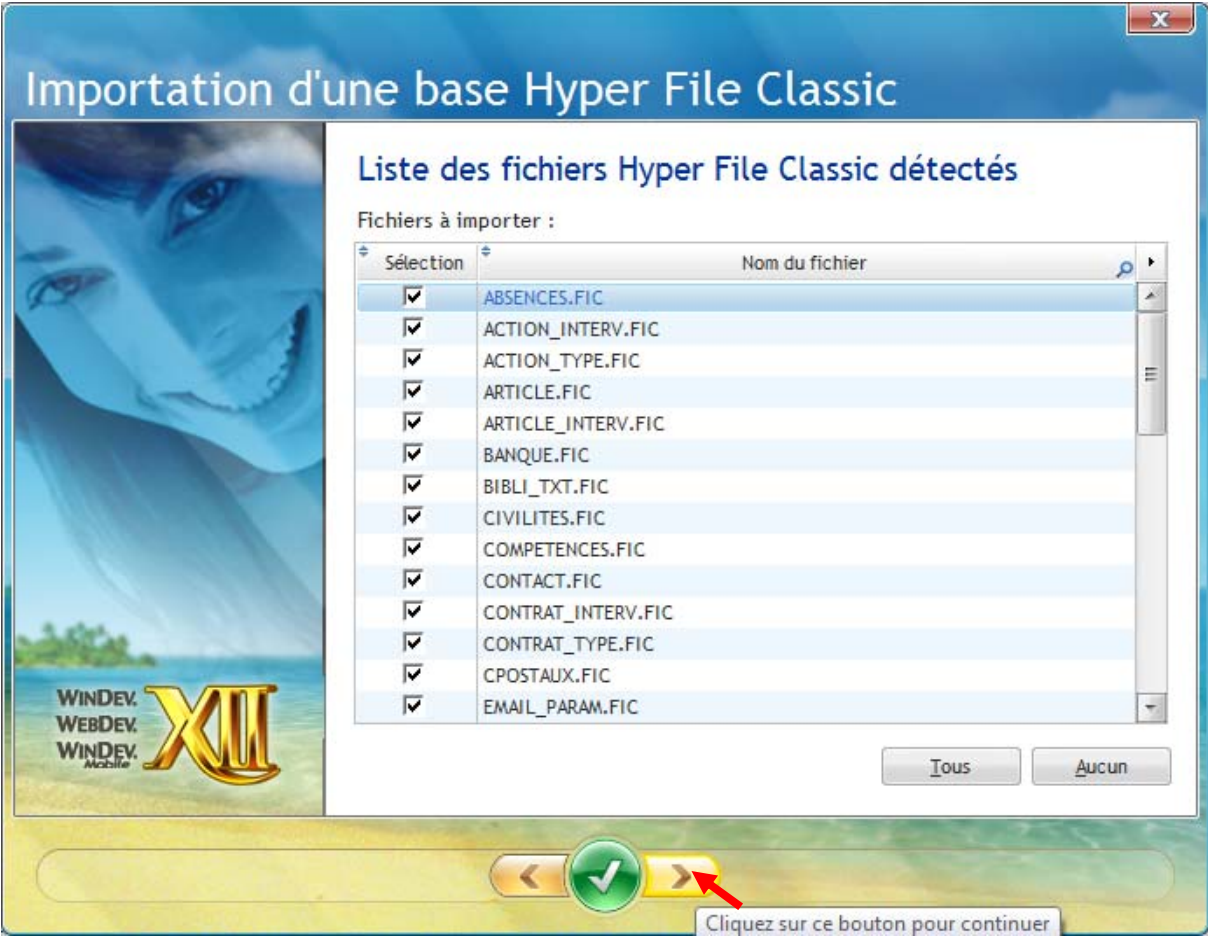 X
Importation d'une base Hyper File Classic
Liste des fichiers Hyper File Classic détectés
Fichiers à importer :
Sélection Nom du fichier
ABSENCES.FIC
ACTION_INTERV.FIC
ACTION_TYPE.FIC
ARTICLE.FIC
ARTICLE_INTERV.FIC
BANQUE.FIC
BIBLI_TXT.FIC
CIVILITES.FIC
COMPETENCES.FIC
CONTACT.FIC
CONTRAT_INTERV.FIC
CONTRAT_TYPE.FIC
CPOSTAUX.FIC
EMAIL_PARAM.FIC
WINDEV.
WEBDEV.
WINDEV.
Mobile
XII
Tous Aucun
Cliquez sur ce bouton pour continuer